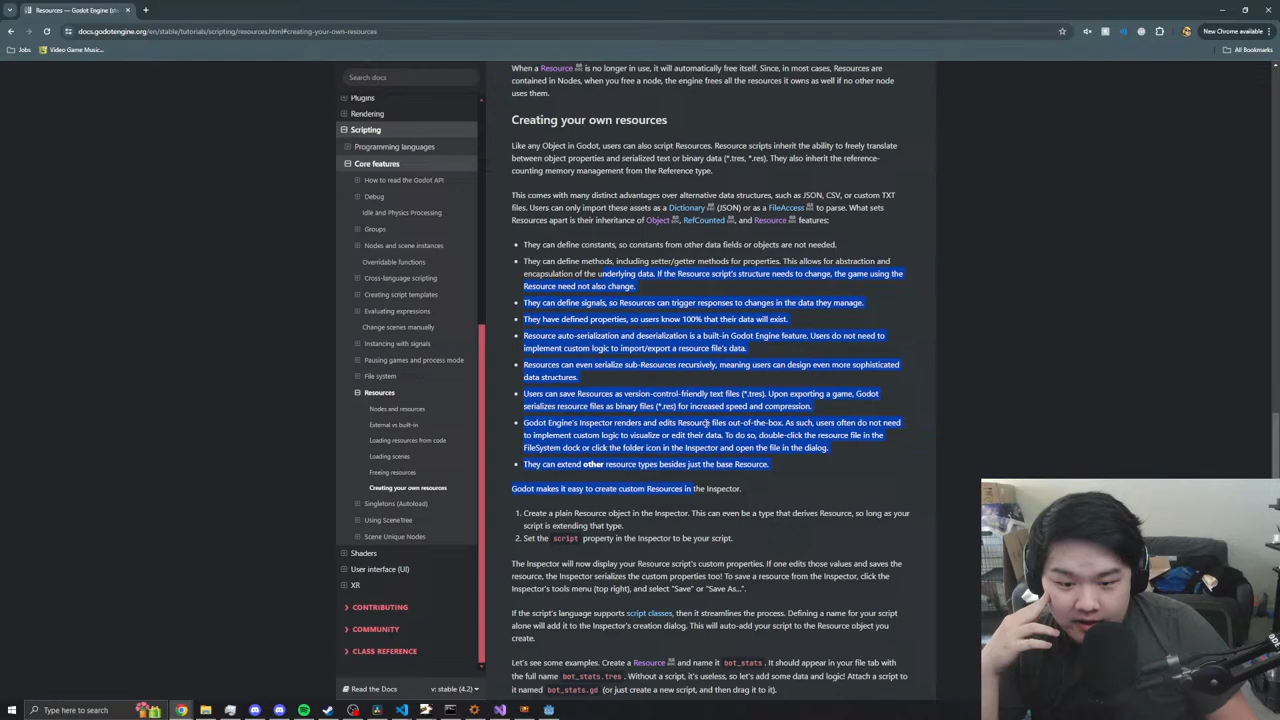 Resources — Godot Engine (stable)
docs.godotengine.org/en/stable/tutorials/scripting/resources.html#creating-your-own-resources
New Chrome available
Jobs
Video Game Music...
All Bookmarks
Search docs
Plugins
Rendering
Scripting
Programming languages
Core features
How to read the Godot API
Debug
Idle and Physics Processing
Groups
Nodes and scene instances
Overridable functions
Cross-language scripting
Creating script templates
Evaluating expressions
Change scenes manually
Instancing with signals
Pausing games and process mode
File system
Resources
Nodes and resources
External vs built-in
Loading resources from code
Loading scenes
Freeing resources
Creating your own resources
Singletons (Autoload)
Using SceneTree
Scene Unique Nodes
Shaders
User interface (UI)
XR
CONTRIBUTING
COMMUNITY
CLASS REFERENCE
Read the Docs
v: stable (4.2)
When a Resource is no longer in use, it will automatically free itself. Since, in most cases, Resources are
contained in Nodes, when you free a node, the engine frees all the resources it owns as well if no other node
uses them.
Creating your own resources
Like any Object in Godot, users can also script Resources. Resource scripts inherit the ability to freely translate
between object properties and serialized text or binary data (*.tres, *.res). They also inherit the reference-
counting memory management from the Reference type.
This comes with many distinct advantages over alternative data structures, such as JSON, CSV, or custom TXT
files. Users can only import these assets as a Dictionary (JSON) or as a FileAccess to parse. What sets
Resources apart is their inheritance of Object, RefCounted, and Resource features:
They can define constants, so constants from other data fields or objects are not needed.
They can define methods, including setter/getter methods for properties. This allows for abstraction and
encapsulation of the underlying data. If the Resource script's structure needs to change, the game using the
Resource need not also change.
They can define signals, so Resources can trigger responses to changes in the data they manage.
They have defined properties, so users know 100% that their data will exist.
Resource auto-serialization and deserialization is a built-in Godot Engine feature. Users do not need to
implement custom logic to import/export a resource file's data.
Resources can even serialize sub-Resources recursively, meaning users can design even more sophisticated
data structures.
Users can save Resources as version-control-friendly text files (*.tres). Upon exporting a game, Godot
serializes resource files as binary files (*.res) for increased speed and compression.
Godot Engine's Inspector renders and edits Resource files out-of-the-box. As such, users often do not need
to implement custom logic to visualize or edit their data. To do so, double-click the resource file in the
FileSystem dock or click the folder icon in the Inspector and open the file in the dialog.
They can extend other resource types besides just the base Resource.
Godot makes it easy to create custom Resources in the Inspector.
1. Create a plain Resource object in the Inspector. This can even be a type that derives Resource, so long as your
script is extending that type.
2. Set the script property in the Inspector to be your script.
The Inspector will now display your Resource script's custom properties. If one edits those values and saves the
resource, the Inspector serializes the custom properties too! To save a resource from the Inspector, click the
Inspector's tools menu (top right), and select "Save" or "Save As...".
If the script's language supports script classes, then it streamlines the process. Defining a name for your script
alone will add it to the Inspector's creation dialog. This will auto-add your script to the Resource object you
create.
Let's see some examples. Create a Resource and name it bot_stats. It should appear in your file tab with
the full name bot_stats.tres. Without a script, it's useless, so let's add some data and logic! Attach a script to
it named bot_stats.gd (or just create a new script, and then drag it to it).
Type here to search